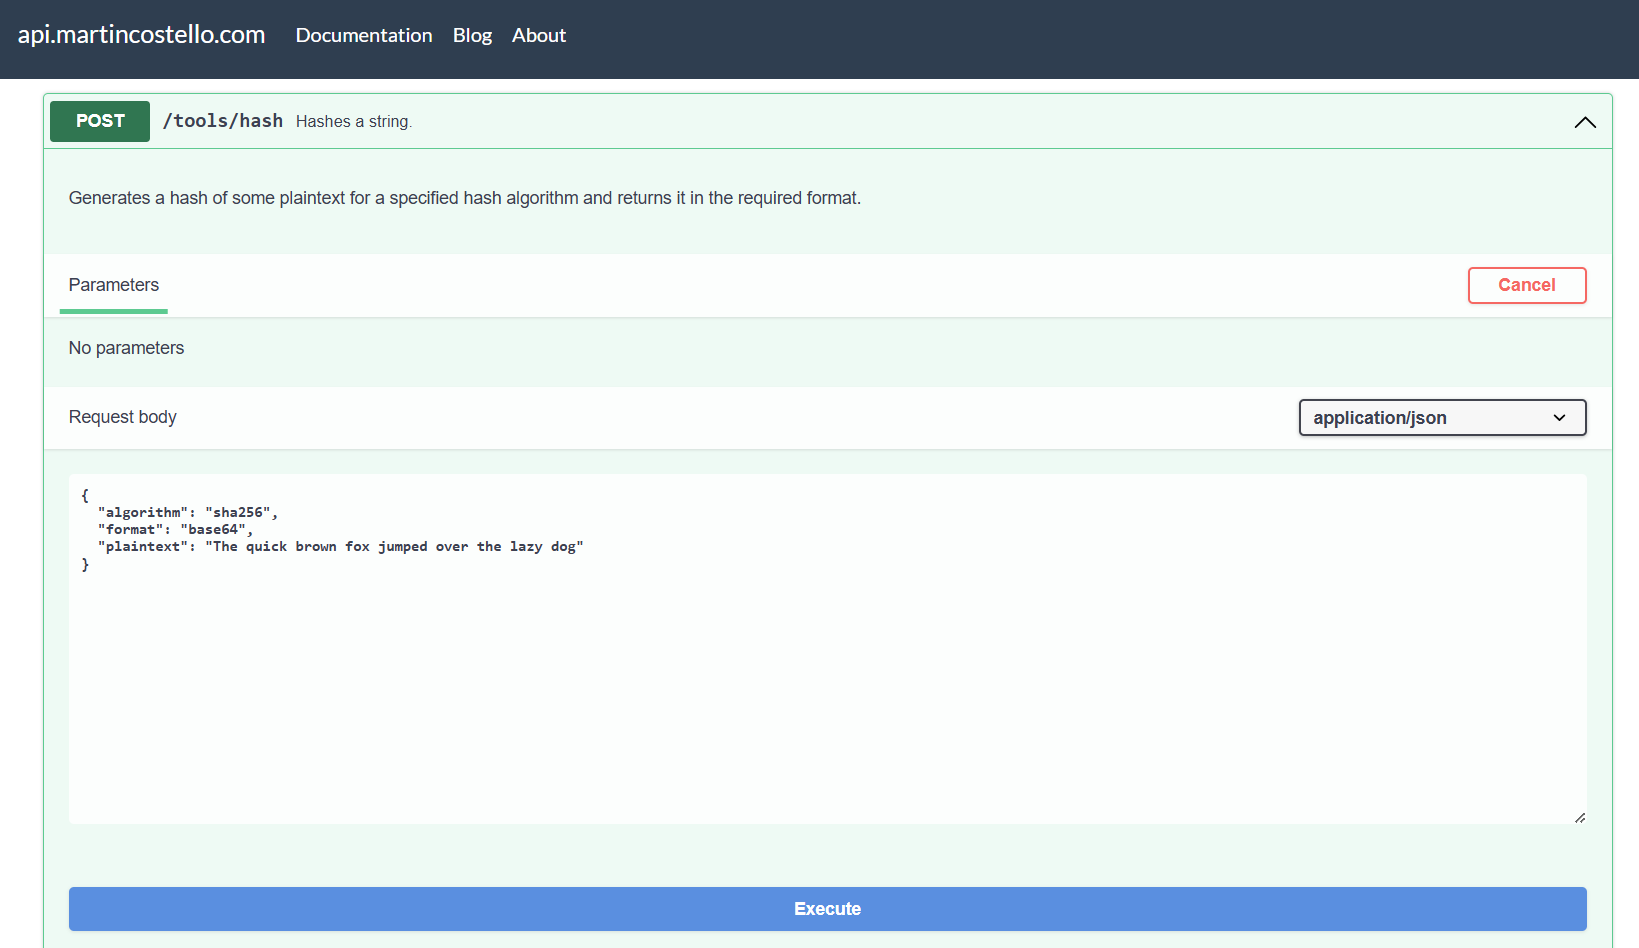 api.martincostello.com Documentation Blog About
POST /tools/hash Hashes a string.
Generates a hash of some plaintext for a specified hash algorithm and returns it in the required format.
Parameters Cancel
No parameters
Request body application/json
{
  "algorithm": "sha256",
  "format": "base64",
  "plaintext": "The quick brown fox jumped over the lazy dog"
}
Execute